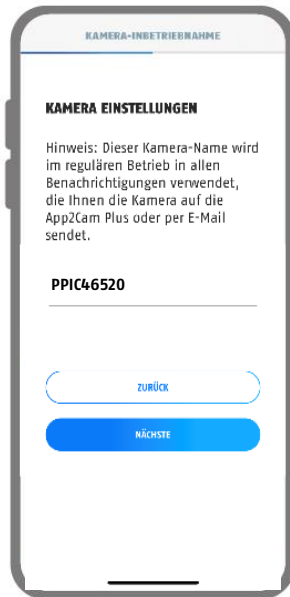 KAMERA-INBETRIEBNAHME
KAMERA EINSTELLUNGEN
Hinweis: Dieser Kamera-Name wird
im regulären Betrieb in allen
Benachrichtigungen verwendet,
die Ihnen die Kamera auf die
App2Cam Plus oder per E-Mail
sendet.
PPIC46520
ZURÜCK
NÄCHSTE